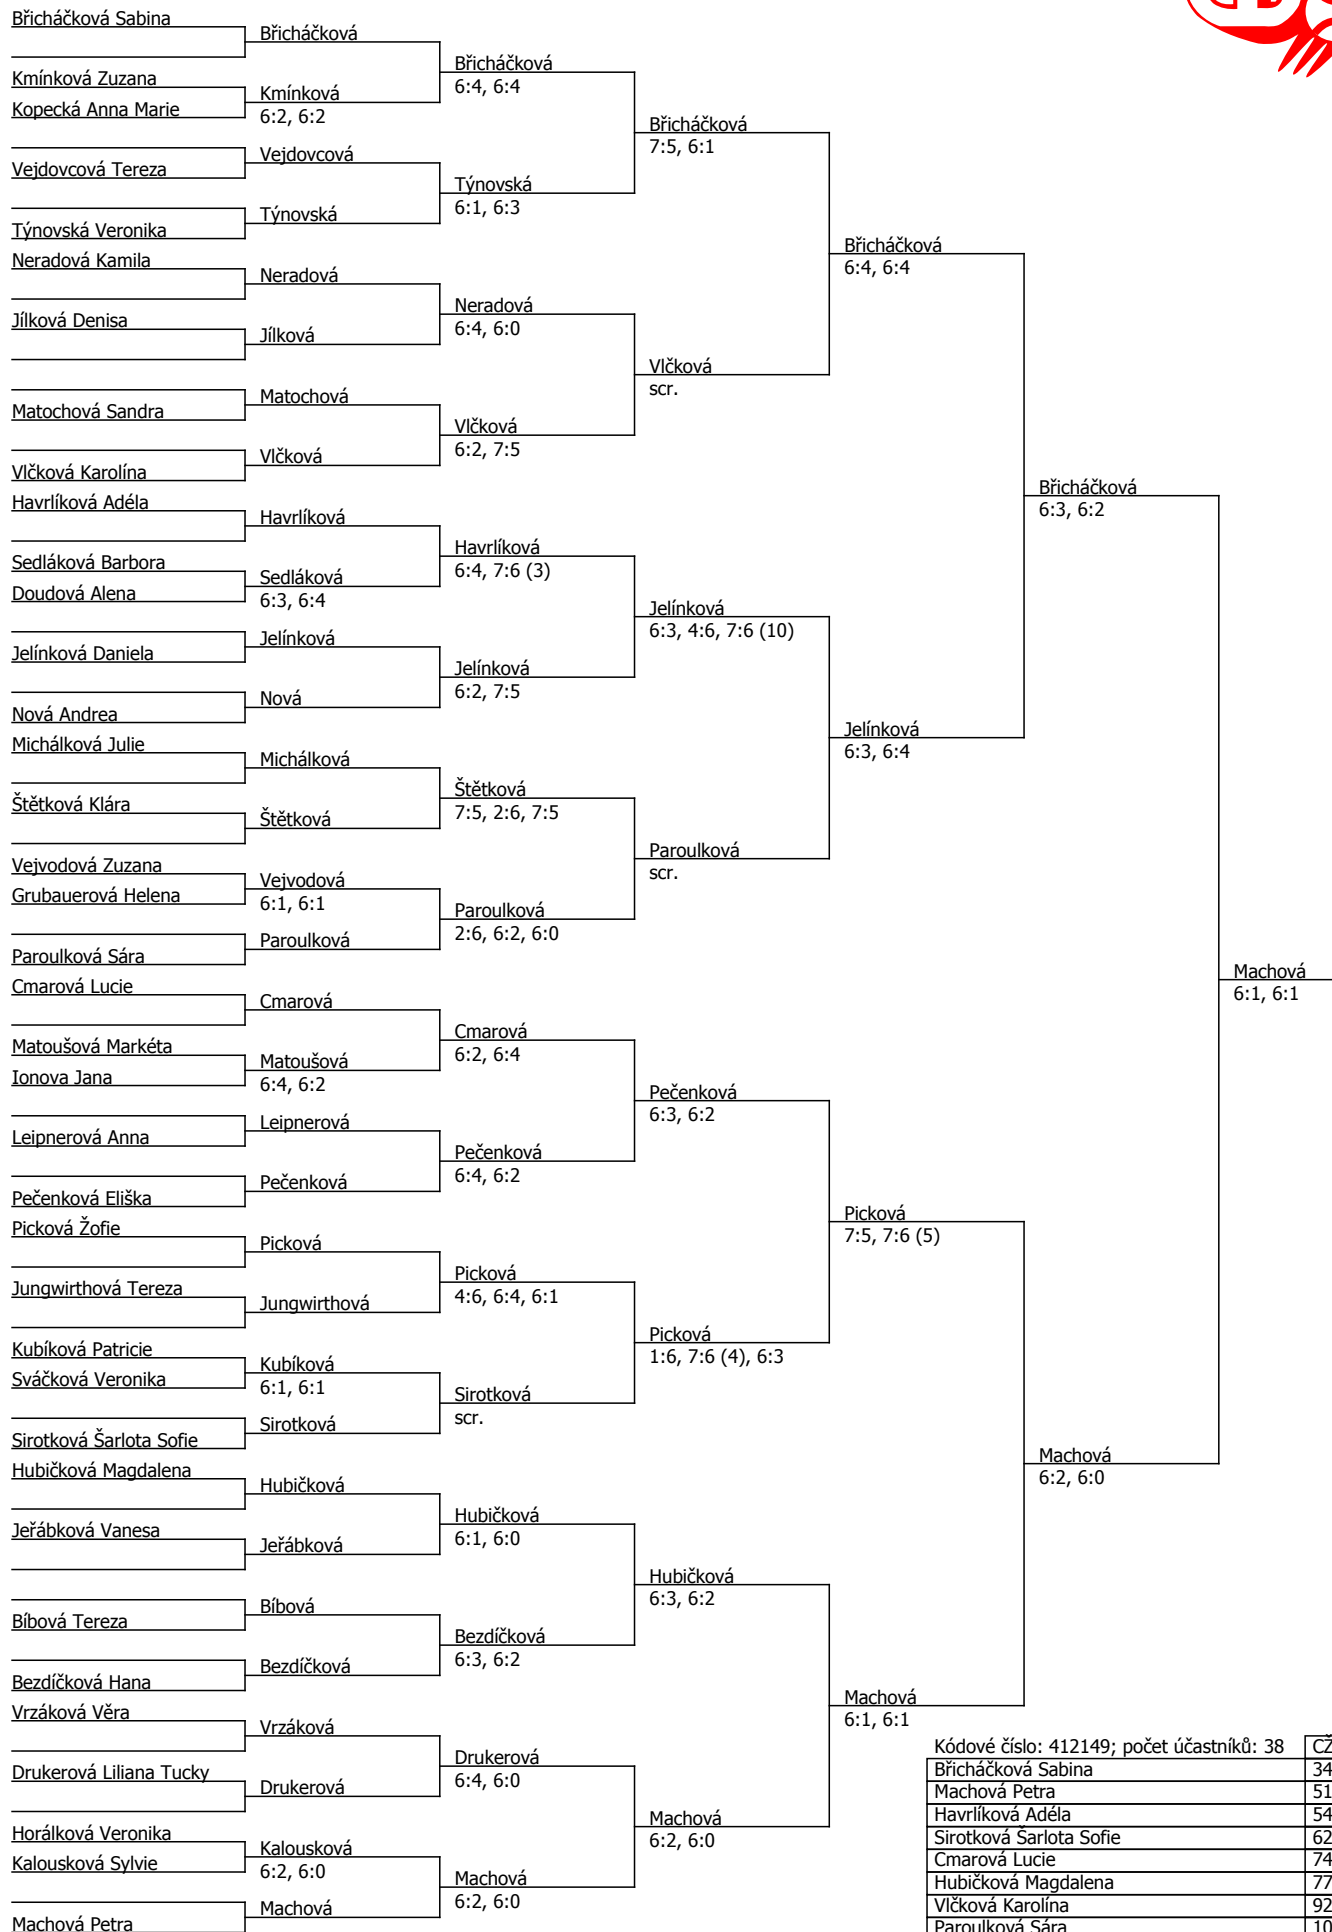 Břicháčková Sabina
Kmínková Zuzana
Kopecká Anna Marie
Vejdovcová Tereza
Týnovská Veronika
Neradová Kamila
Jílková Denisa
Matochová Sandra
Vlčková Karolína
Havrlíková Adéla
Sedláková Barbora
Doudová Alena
Jelínková Daniela
Nová Andrea
Michálková Julie
Štětková Klára
Vejvodová Zuzana
Grubauerová Helena
Paroulková Sára
Cmarová Lucie
Matoušová Markéta
Ionova Jana
Leipnerová Anna
Pečenková Eliška
Picková Žofie
Jungwirthová Tereza
Kubíková Patricie
Sváčková Veronika
Sirotková Šarlota Sofie
Hubičková Magdalena
Jeřábková Vanesa
Bíbová Tereza
Bezdíčková Hana
Vrzáková Věra
Drukerová Liliana Tucky
Horálková Veronika
Kalousková Sylvie
Machová Petra
Břicháčková
Kmínková
6:2, 6:2
Vejdovcová
Týnovská
Neradová
Jílková
Matochová
Vlčková
Havrlíková
Sedláková
6:3, 6:4
Jelínková
Nová
Michálková
Štětková
Vejvodová
6:1, 6:1
Paroulková
Cmarová
Matoušová
6:4, 6:2
Leipnerová
Pečenková
Picková
Jungwirthová
Kubíková
6:1, 6:1
Sirotková
Hubičková
Jeřábková
Bíbová
Bezdíčková
Vrzáková
Drukerová
Kalousková
6:2, 6:0
Machová
Břicháčková
6:4, 6:4
Týnovská
6:1, 6:3
Neradová
6:4, 6:0
Vlčková
6:2, 7:5
Havrlíková
6:4, 7:6 (3)
Jelínková
6:2, 7:5
Štětková
7:5, 2:6, 7:5
Paroulková
2:6, 6:2, 6:0
Cmarová
6:2, 6:4
Pečenková
6:4, 6:2
Picková
4:6, 6:4, 6:1
Sirotková
scr.
Hubičková
6:1, 6:0
Bezdíčková
6:3, 6:2
Drukerová
6:4, 6:0
Machová
6:2, 6:0
Břicháčková
7:5, 6:1
Vlčková
scr.
Jelínková
6:3, 4:6, 7:6 (10)
Paroulková
scr.
Pečenková
6:3, 6:2
Picková
1:6, 7:6 (4), 6:3
Hubičková
6:3, 6:2
Machová
6:2, 6:0
Břicháčková
6:4, 6:4
Jelínková
6:3, 6:4
Picková
7:5, 7:6 (5)
Machová
6:1, 6:1
Břicháčková
6:3, 6:2
Machová
6:2, 6:0
Machová
6:1, 6:1
Kódové číslo: 412149; počet účastníků: 38 CŽ
Břicháčková Sabina 34
Machová Petra 51
Havrlíková Adéla 54
Sirotková Šarlota Sofie 62
Cmarová Lucie 74
Hubičková Magdalena 77
Vlčková Karolína 92
Paroulková Sára 10